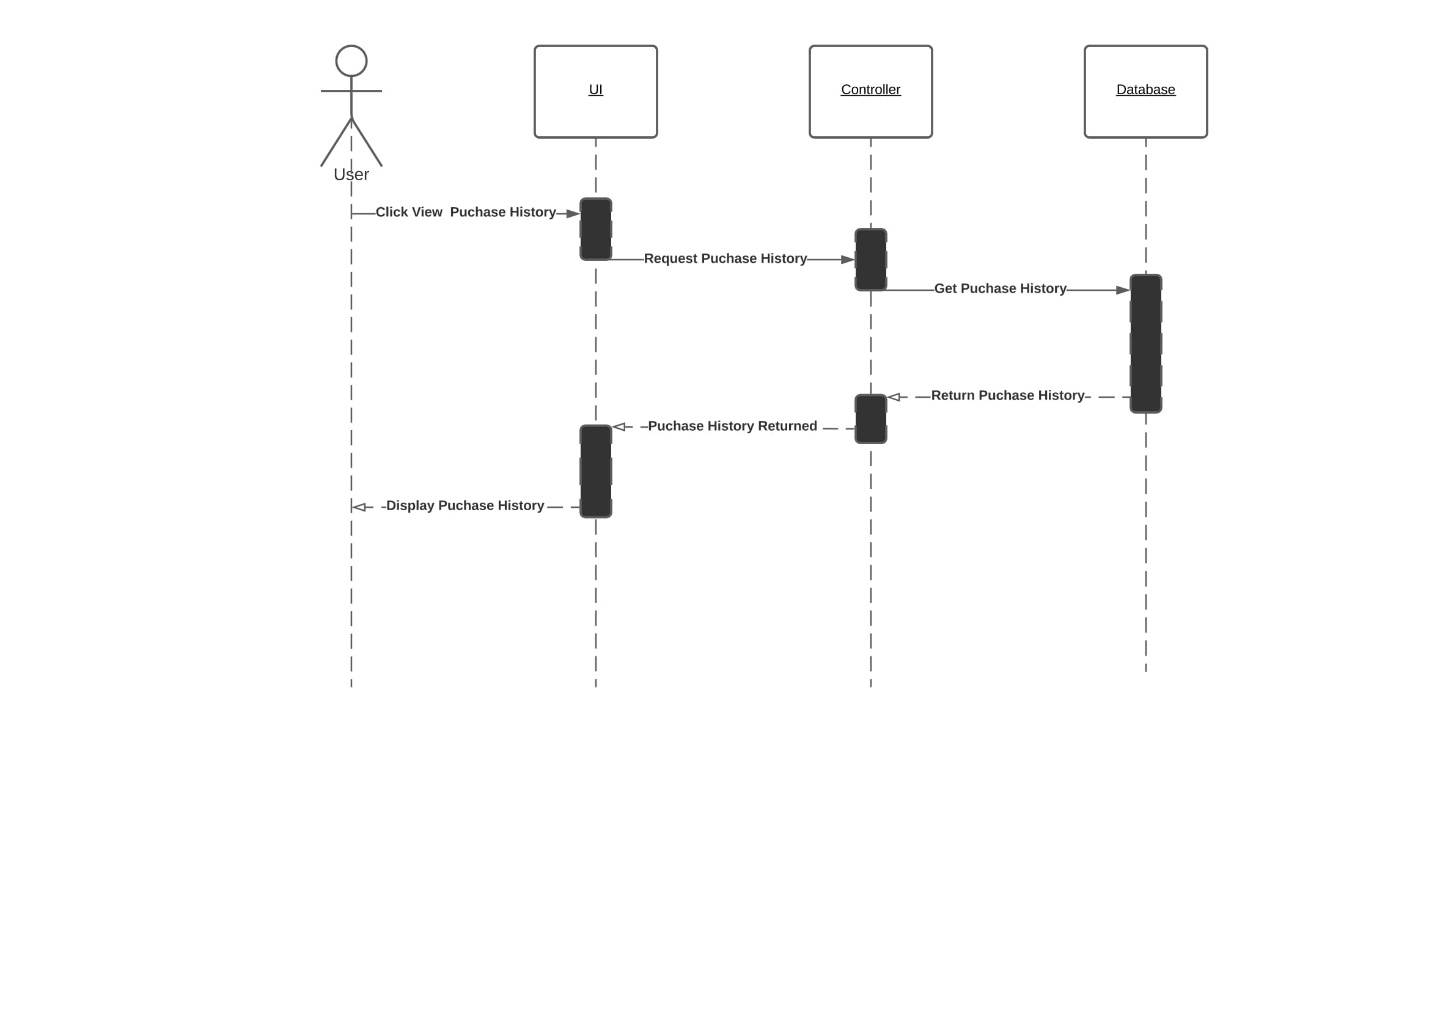 UI
Controller
Database
User
Click View  Puchase History
Request Puchase History
Get Puchase History
Return Puchase History
Puchase History Returned
Display Puchase History